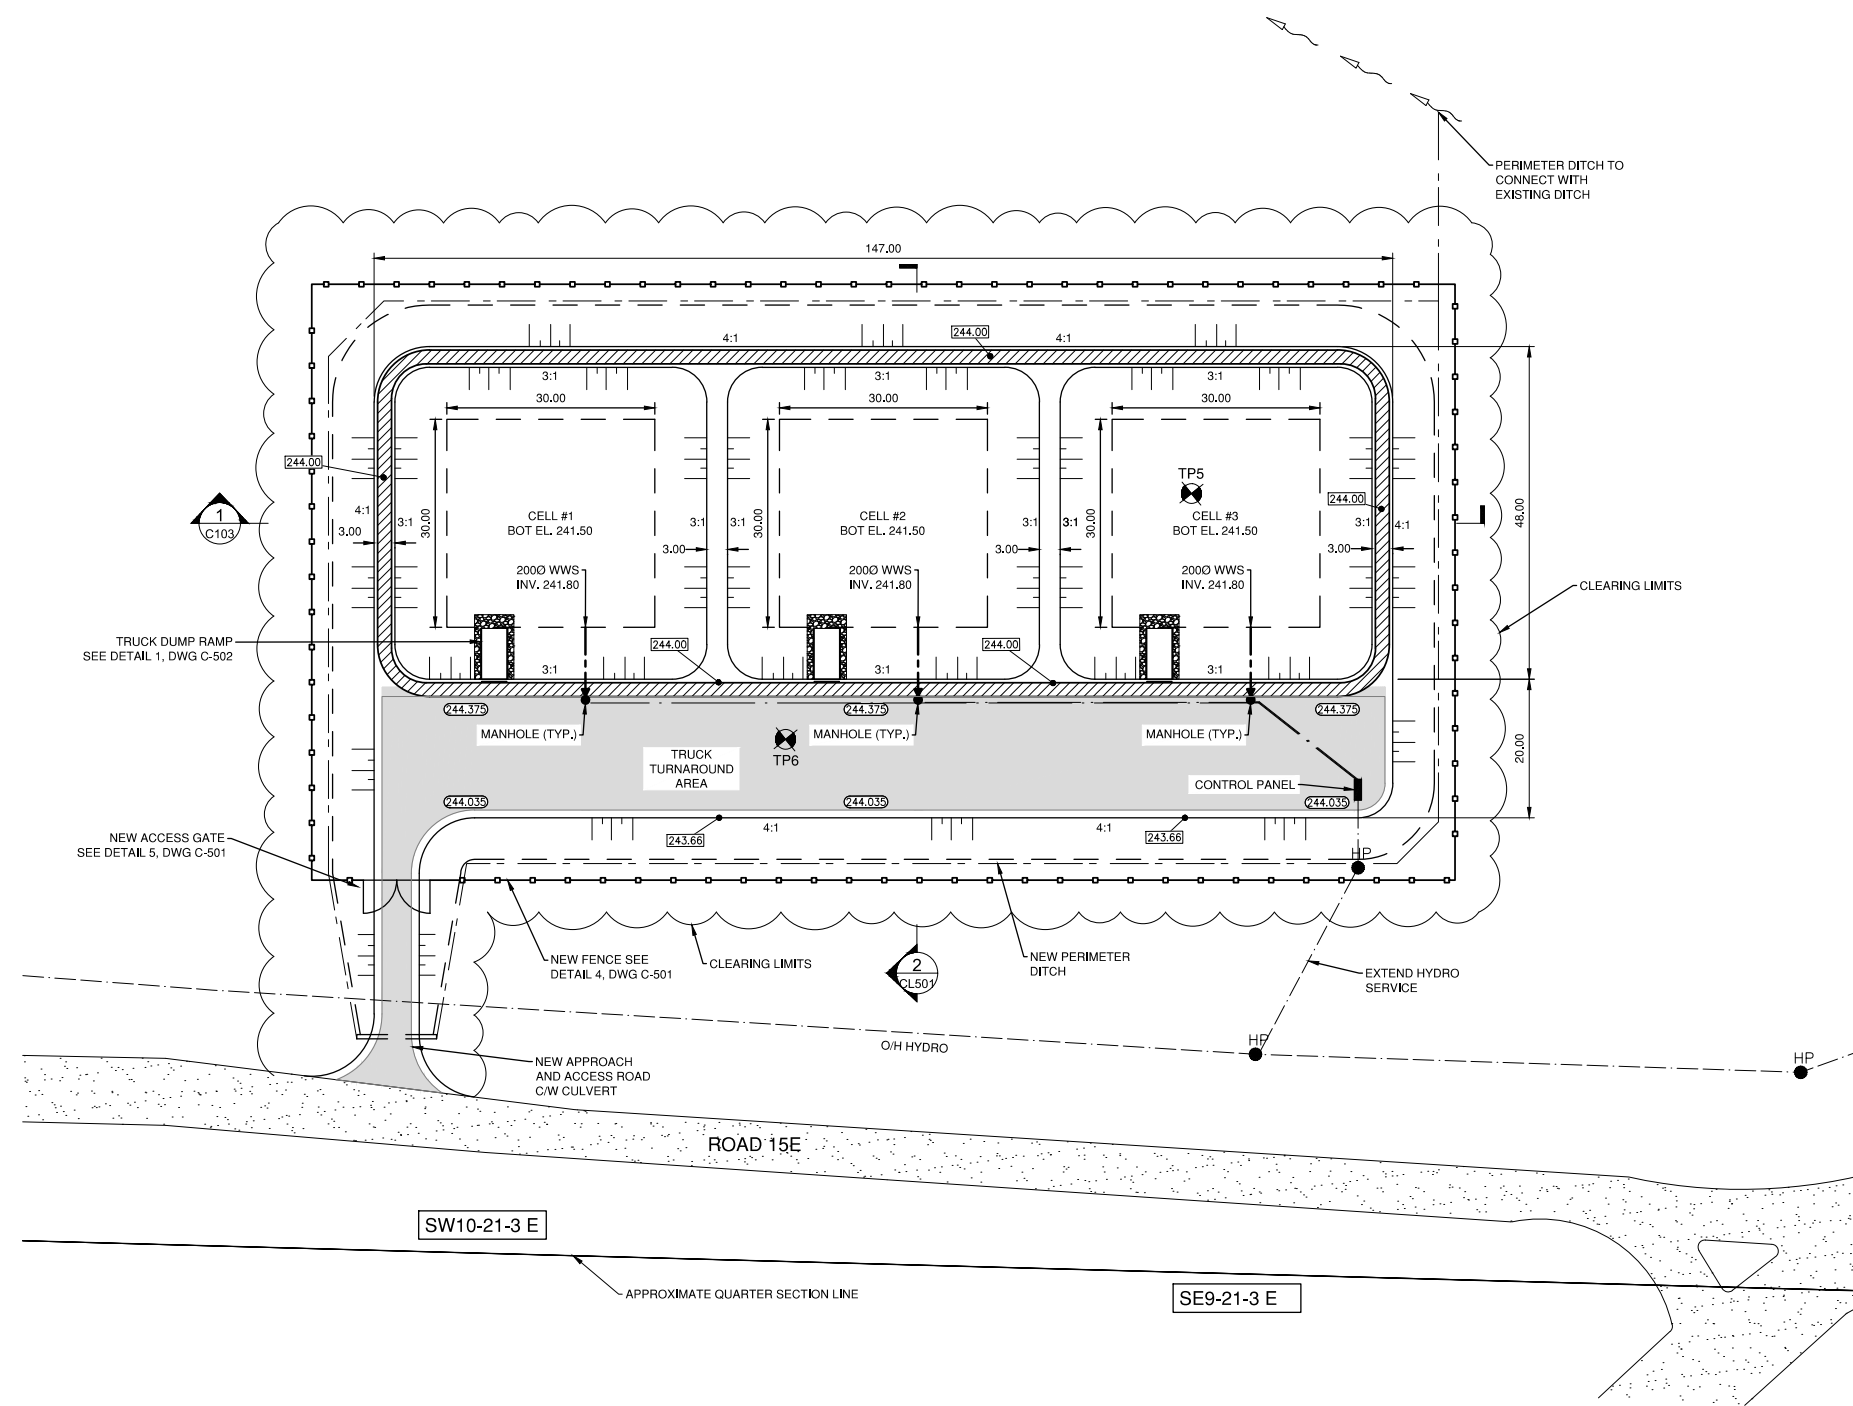 PERIMETER DITCH TO
CONNECT WITH
EXISTING DITCH
147.00
244.00
4:1
4:1
3:1
3:1
3:1
30.00
30.00
30.00
244.00
TP5
244.00
1
C103
4:1
3.00
3:1
30.00
CELL #1
BOT EL. 241.50
3:1
3:1
3.00
30.00
CELL #2
BOT EL. 241.50
3:1
3:1
3.00
30.00
CELL #3
BOT EL. 241.50
3:1
4:1
3.00
48.00
200Ø WWS
INV. 241.80
200Ø WWS
INV. 241.80
200Ø WWS
INV. 241.80
CLEARING LIMITS
TRUCK DUMP RAMP
SEE DETAIL 1, DWG C-502
244.00
244.00
3:1
3:1
3:1
244.375
244.375
244.375
MANHOLE (TYP.)
MANHOLE (TYP.)
MANHOLE (TYP.)
TP6
TRUCK
TURNAROUND
AREA
20.00
CONTROL PANEL
244.035
244.035
244.035
NEW ACCESS GATE
SEE DETAIL 5, DWG C-501
243.66
4:1
4:1
243.66
HP
NEW FENCE SEE
DETAIL 4, DWG C-501
CLEARING LIMITS
2
CL501
NEW PERIMETER
DITCH
EXTEND HYDRO
SERVICE
O/H HYDRO
HP
HP
NEW APPROACH
AND ACCESS ROAD
C/W CULVERT
ROAD 15E
SW10-21-3 E
APPROXIMATE QUARTER SECTION LINE
SE9-21-3 E